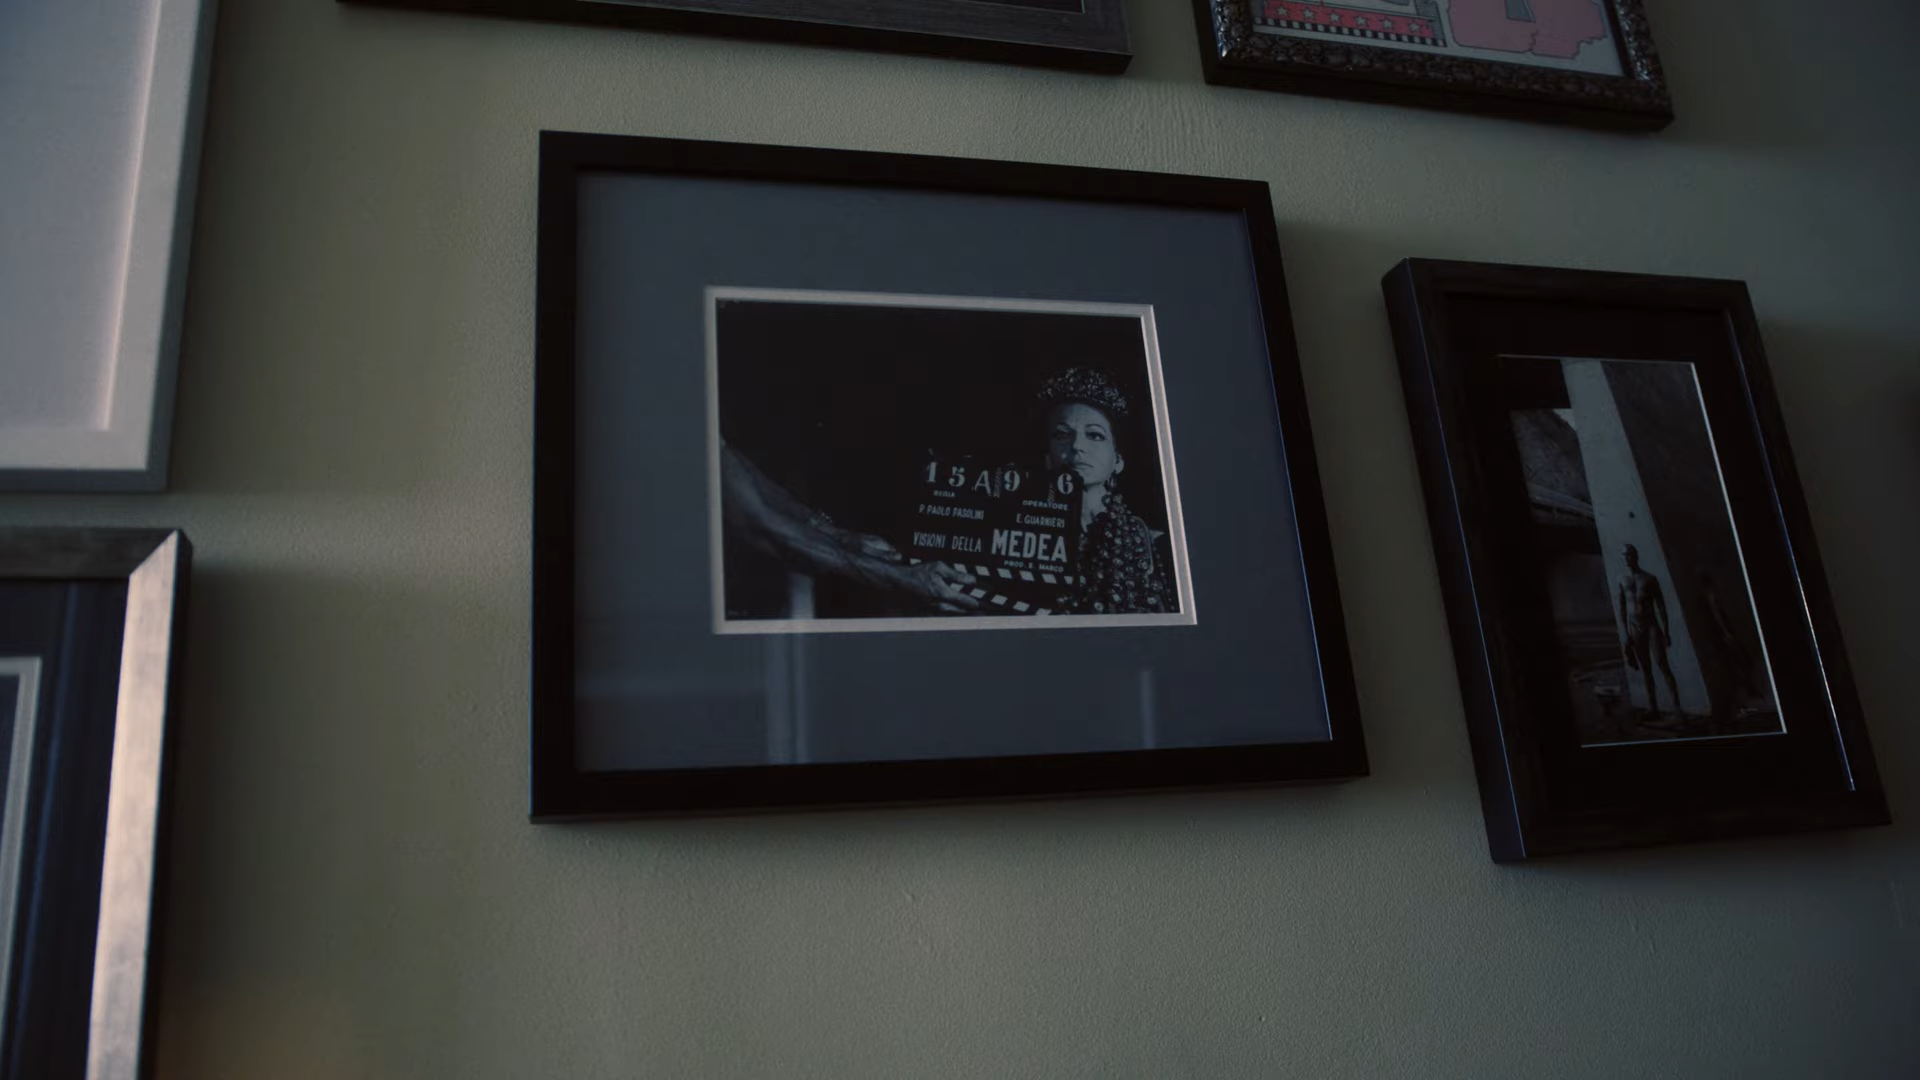 15A9 6
REGIA
OPERATORE
P. PAOLO PASOLINI
E. GUARNIERI
VISIONI DELLA MEDEA
PROD. E. MARCO